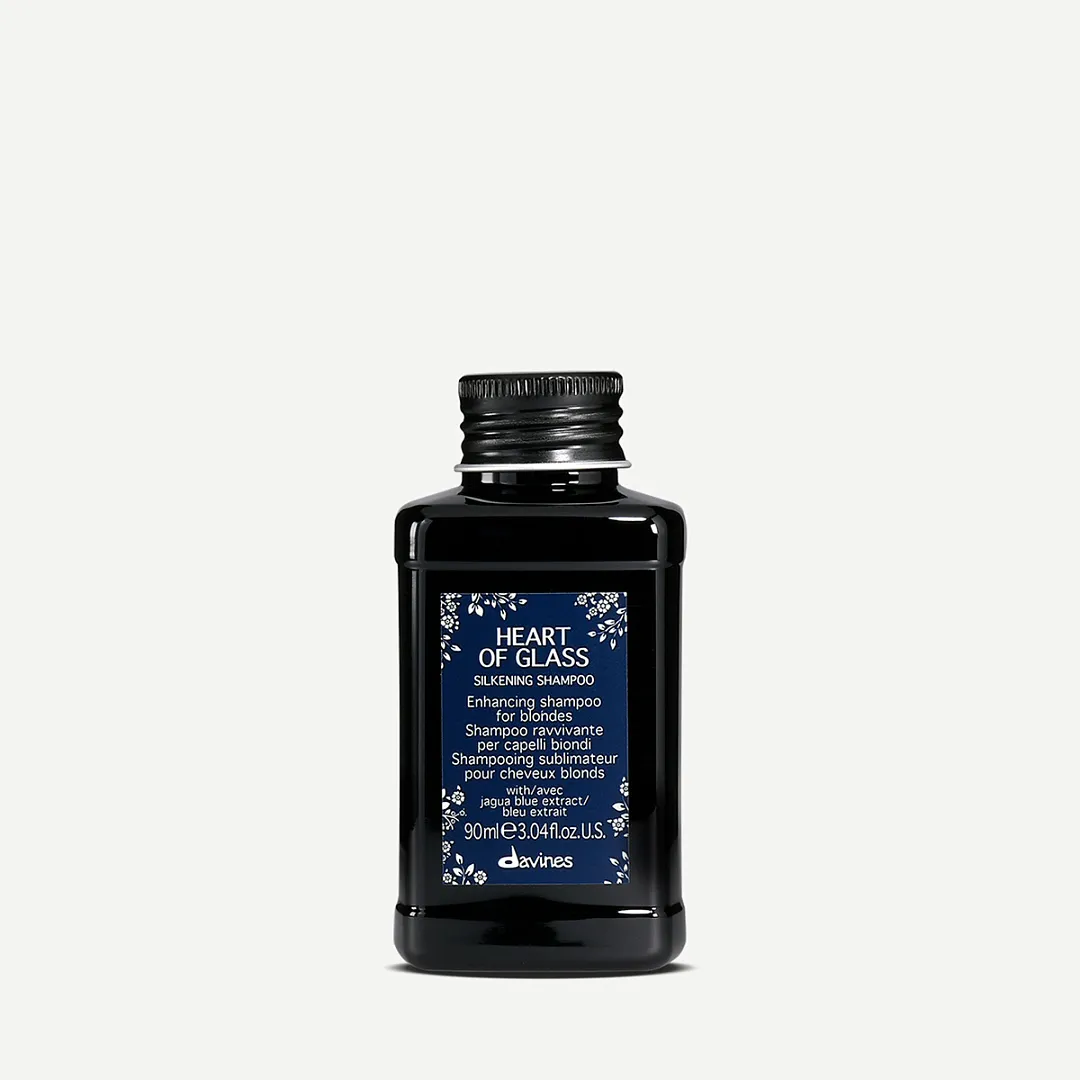 HEART
OF GLASS
SILKENING SHAMPOO
Enhancing shampoo
for blondes
Shampoo ravvivante
per capelli biondi
Shampooing sublimateur
pour cheveux blonds
with/avec
jagua blue extract/
bleu extrait
90ml℮3.04fl.oz.U.S.
davines